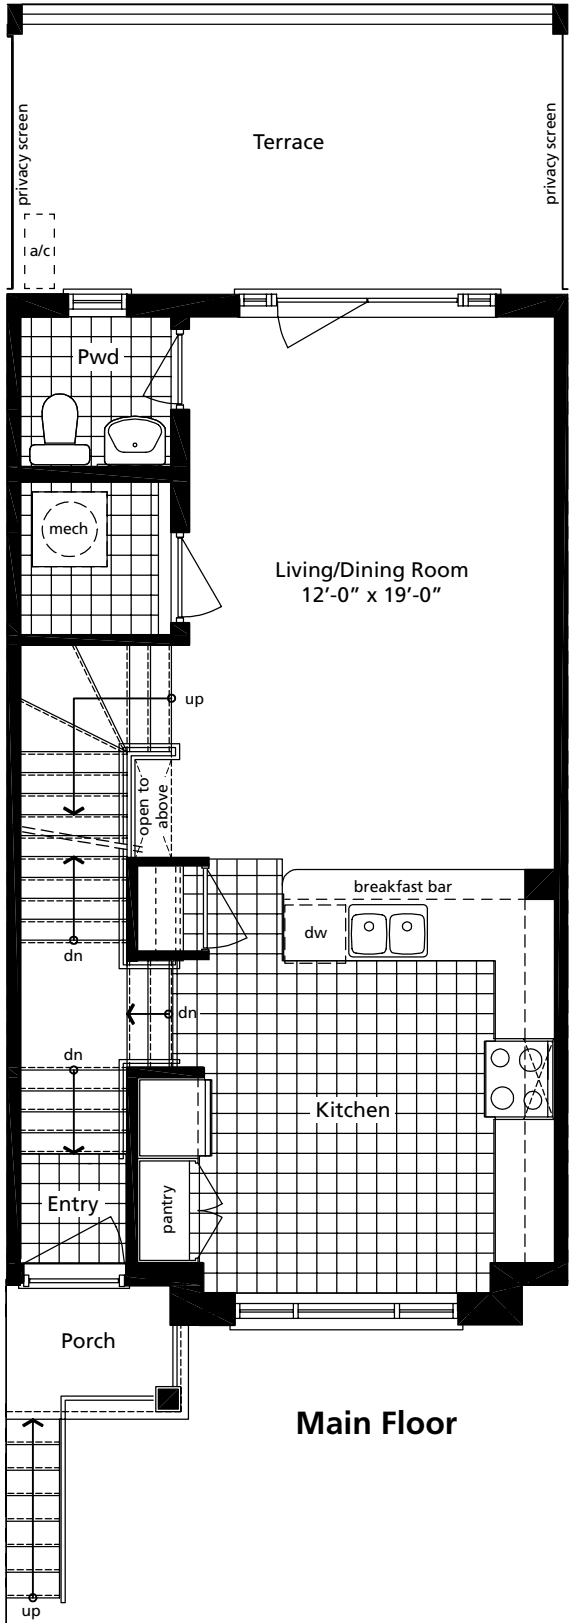 Terrace
privacy screen
privacy screen
a/c
Pwd
mech
Living/Dining Room
12'-0" x 19'-0"
up
open to
above
breakfast bar
dw
dn
dn
dn
Kitchen
pantry
Entry
Porch
Main Floor
up